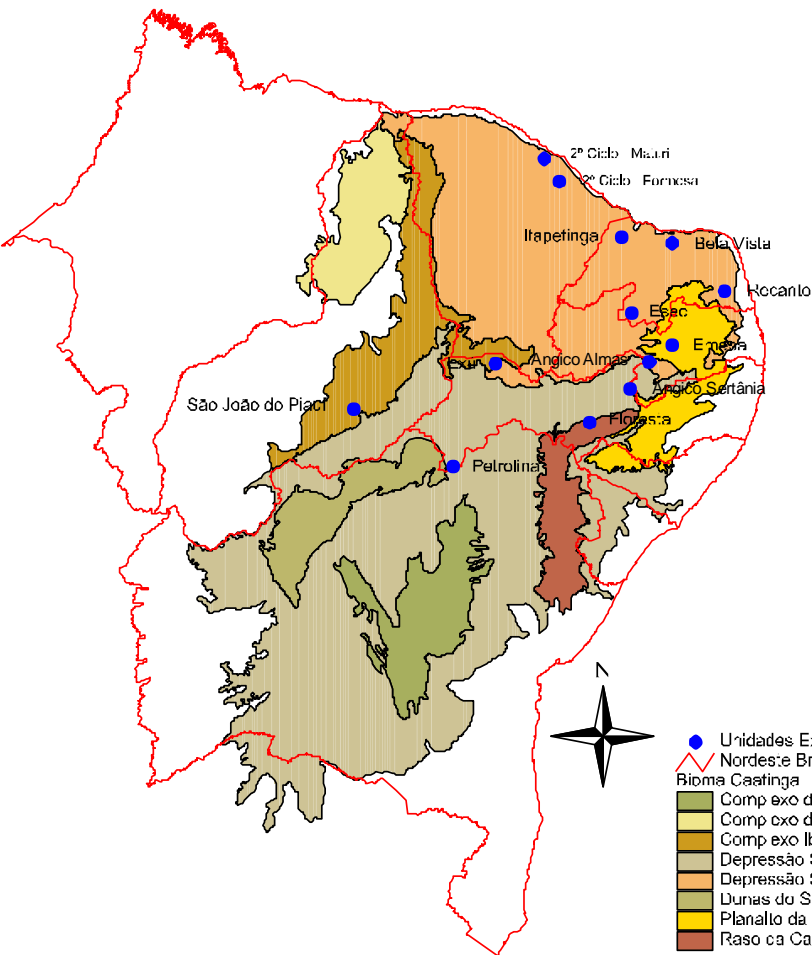 2º Ciclo - Maturi
2º Ciclo - Formosa
Itapetinga
Bela Vista
Recanto
Esec
Emepa
Exu
Angico Almas
Angico Sertânia
São João do Piauí
Floresta
Petrolina
N
Unidades Ex
Nordeste Br
Bioma Caatinga
Complexo d
Complexo d
Complexo Ib
Depressão S
Depressão S
Dunas do S
Planalto da
Raso da Ca